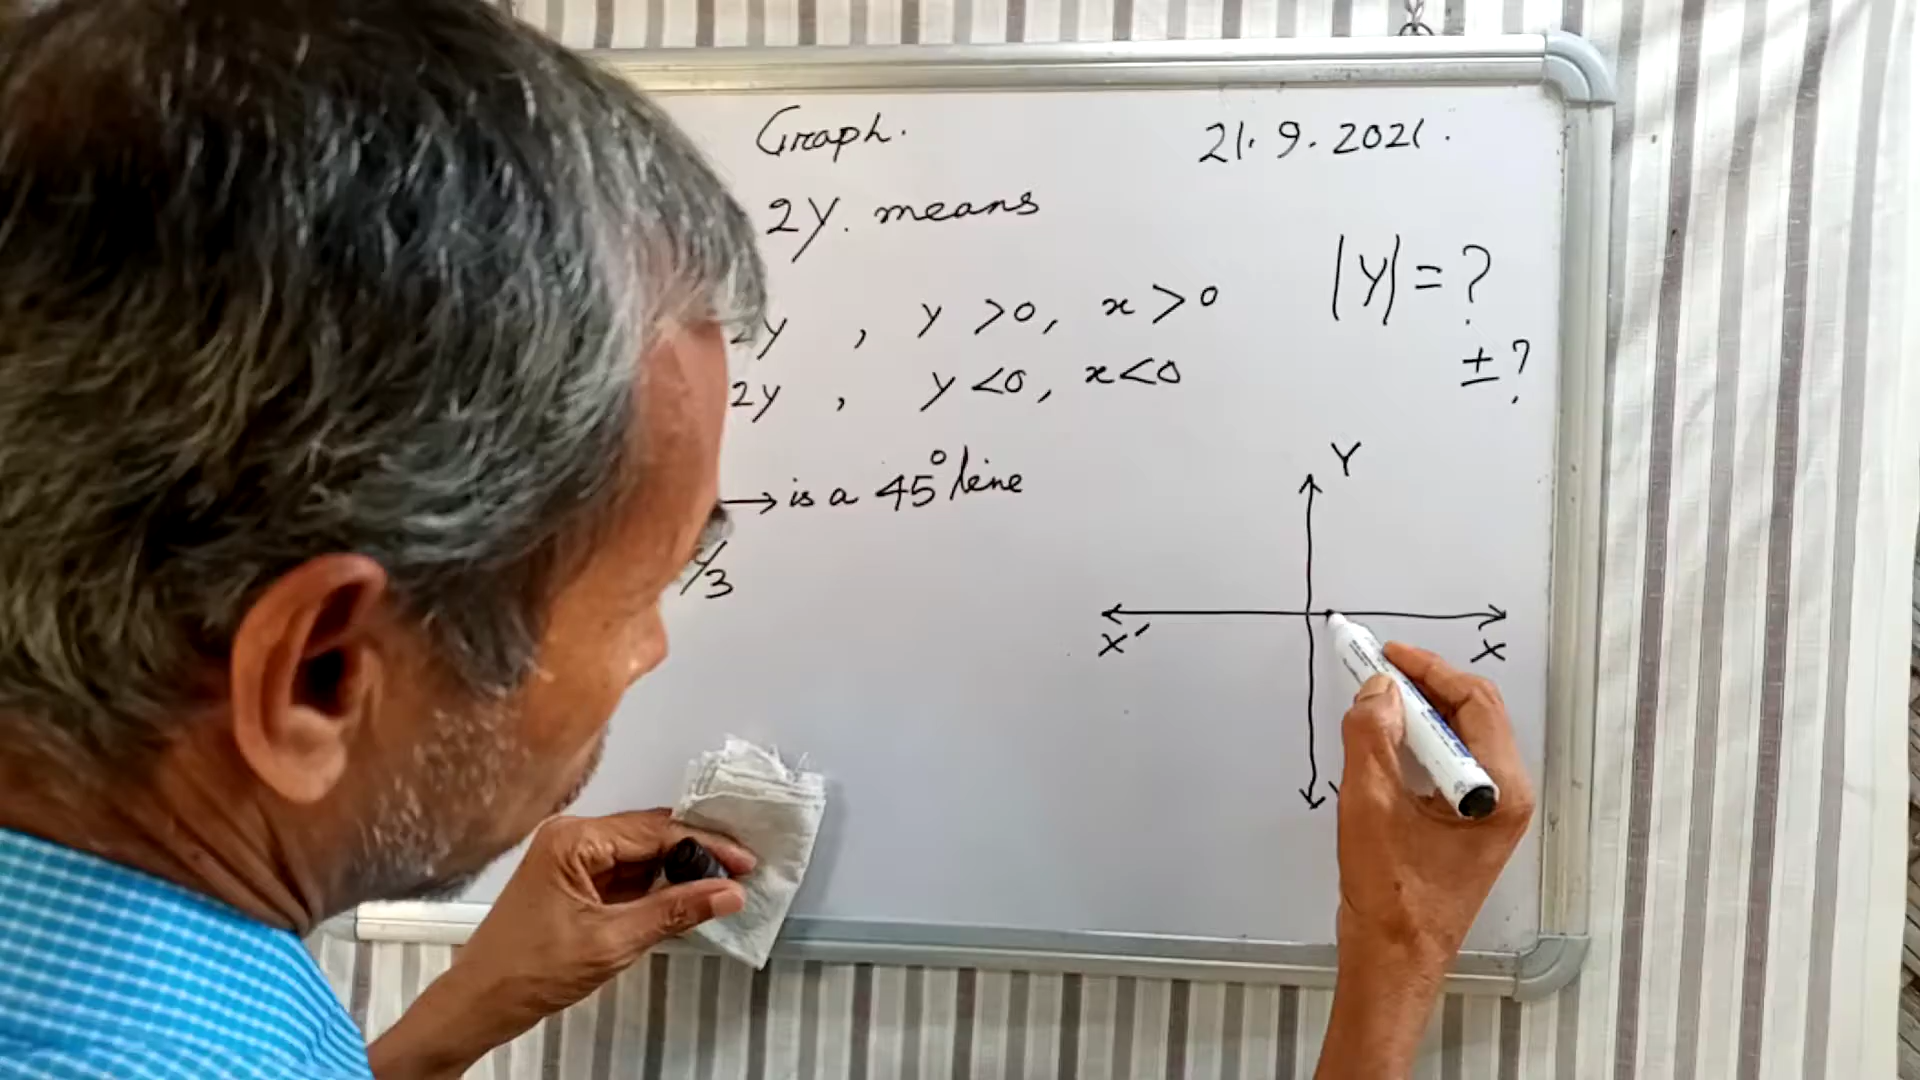 Graph.
21.9.2021.
2Y. means
|Y| = ?
2y , y >0, x >0
± ?
2y , y <0, x<0
→ is a 45° line
Y/3
Y
X' X